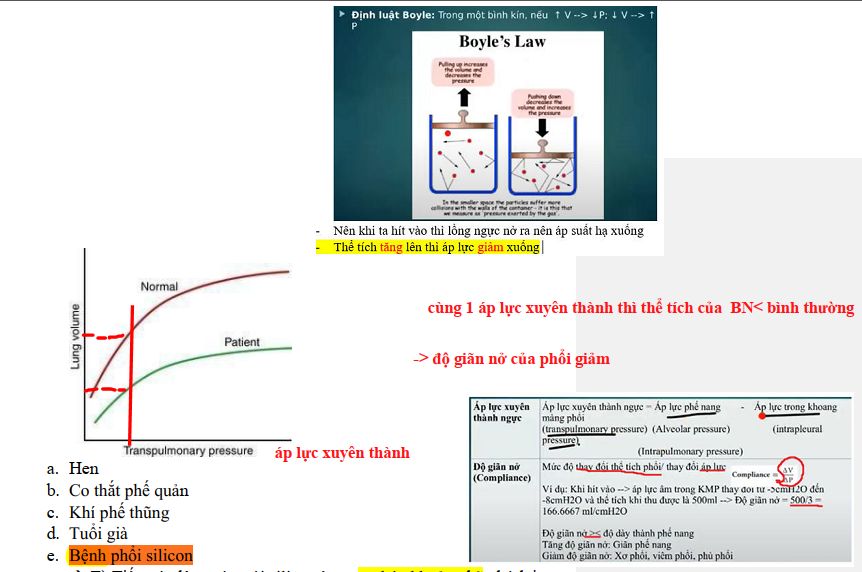 Định luật Boyle: Trong một bình kín, nếu ↑ V --> ↓P; ↓ V --> ↑
P
Boyle's Law
Pulling up increases
the volume and
decreases the
pressure
Pushing down
decreases the
volume and increases
the pressure
In the smaller space the particles suffer more
collisions with the walls of the container - it is this that
we measure as 'pressure exerted by the gas'.
- Nên khi ta hít vào thì lồng ngực nở ra nên áp suất hạ xuống
- Thể tích tăng lên thì áp lực giảm xuống
Lung volume
Normal
Patient
Transpulmonary pressure
áp lực xuyên thành
cùng 1 áp lực xuyên thành thì thể tích của BN< bình thường
-> độ giãn nở của phổi giảm
a. Hen
b. Co thắt phế quản
c. Khí phế thũng
d. Tuổi già
e. Bệnh phổi silicon
Áp lực xuyên thành ngực
Áp lực xuyên thành ngực = Áp lực phế nang - Áp lực trong khoang
màng phổi
(transpulmonary pressure) (Alveolar pressure) (intrapleural
pressure)
(Intrapulmonary pressure)
Độ giãn nở
(Compliance)
Mức độ thay đổi thể tích phổi/ thay đổi áp lực
Compliance = ΔV
ΔP
Ví dụ: Khi hít vào --> áp lực âm trong KMP thay đổi từ -5cmH2O đến
-8cmH2O và thể tích khí thu được là 500ml --> Độ giãn nở = 500/3 =
166.6667 ml/cmH2O
Độ giãn nở >< độ dày thành phế nang
Tăng độ giãn nở: Giãn phế nang
Giảm độ giãn nở: Xơ phổi, viêm phổi, phù phổi